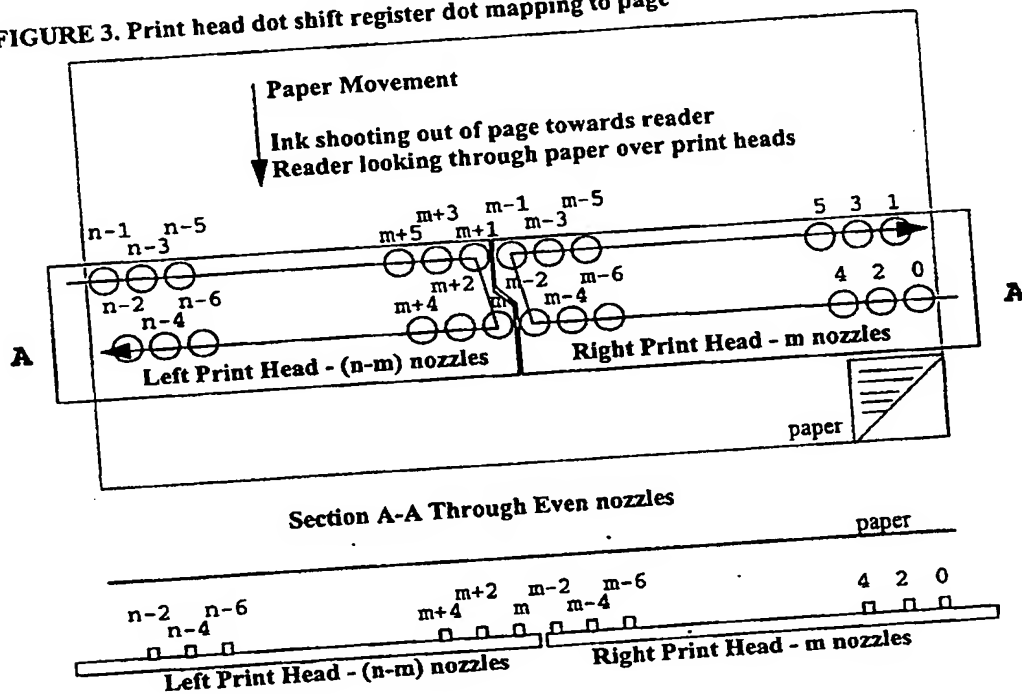 FIGURE 3. Print head dot shift register dot mapping to page
Paper Movement
Ink shooting out of page towards reader
Reader looking through paper over print heads
n-1 n-5 m+3 m-1 m-5 5 3 1
n-3 m+5 m+1 m-3
n-2 n-6 m+2 m-2 m-6 4 2 0
n-4 m+4 m m-4
A A
Left Print Head - (n-m) nozzles Right Print Head - m nozzles
paper
Section A-A Through Even nozzles
paper
n-2 n-6 m+2 m-2 m-6 4 2 0
n-4 m+4 m m-4
Left Print Head - (n-m) nozzles Right Print Head - m nozzles